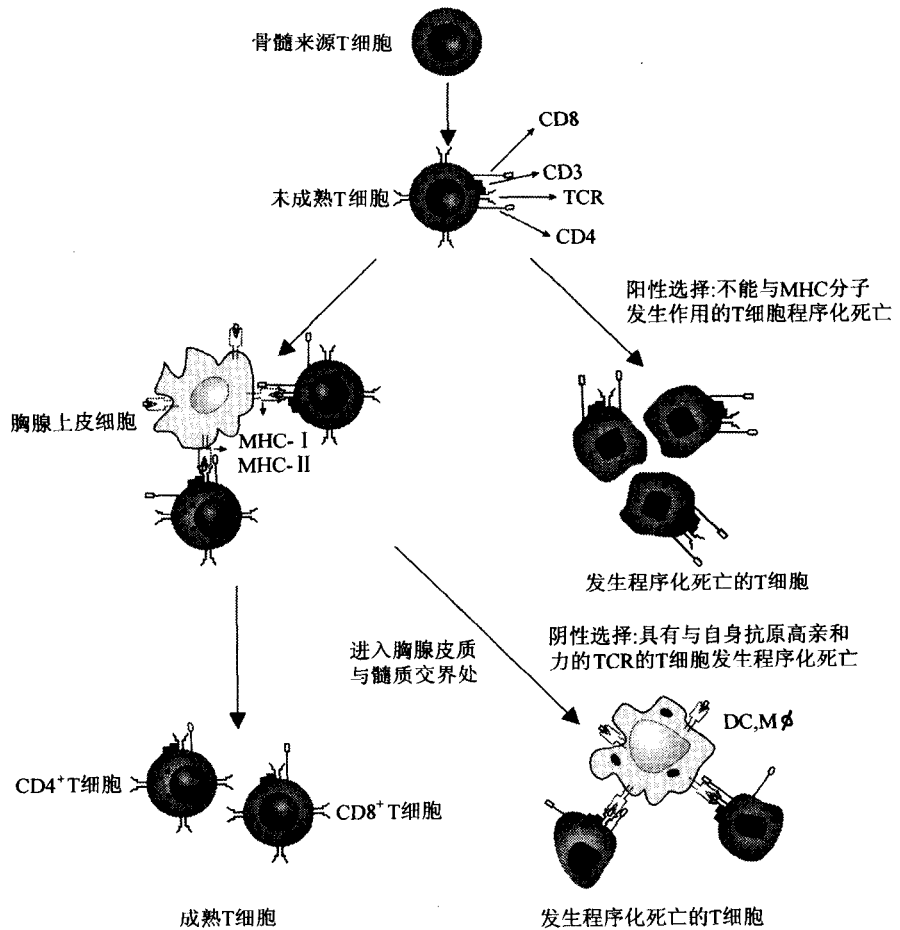 骨髓来源T细胞
CD8
CD3
未成熟T细胞
TCR
CD4
阳性选择:不能与MHC分子
发生作用的T细胞程序化死亡
胸腺上皮细胞
MHC-Ⅰ
MHC-Ⅱ
发生程序化死亡的T细胞
进入胸腺皮质
与髓质交界处
阴性选择:具有与自身抗原高亲和
力的TCR的T细胞发生程序化死亡
DC,Mϕ
CD4⁺T细胞
CD8⁺T细胞
成熟T细胞
发生程序化死亡的T细胞